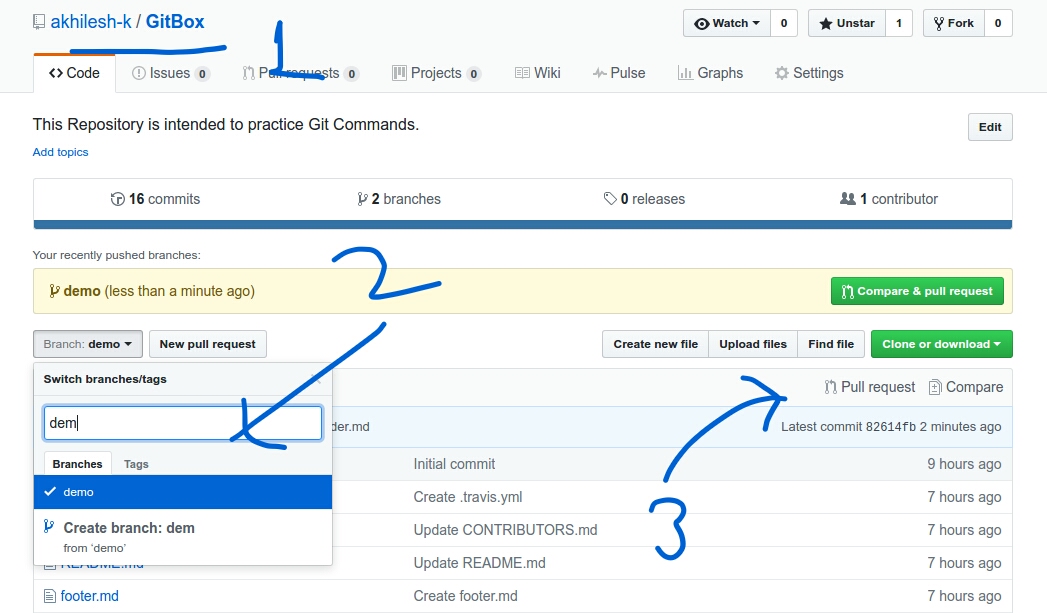 akhilesh-k / GitBox
Watch 0 Unstar 1 Fork 0
1
Code Issues 0 Pull requests 0 Projects 0 Wiki Pulse Graphs Settings
This Repository is intended to practice Git Commands.
Edit
Add topics
16 commits 2 branches 0 releases 1 contributor
Your recently pushed branches:
2
demo (less than a minute ago) Compare & pull request
Branch: demo New pull request Create new file Upload files Find file Clone or download
Switch branches/tags
Pull request Compare
dem
der.md Latest commit 82614fb 2 minutes ago
Branches Tags
Initial commit 9 hours ago
demo
Create .travis.yml 7 hours ago
3
Create branch: dem
from ‘demo’
Update CONTRIBUTORS.md 7 hours ago
README.md Update README.md 7 hours ago
footer.md Create footer.md 7 hours ago